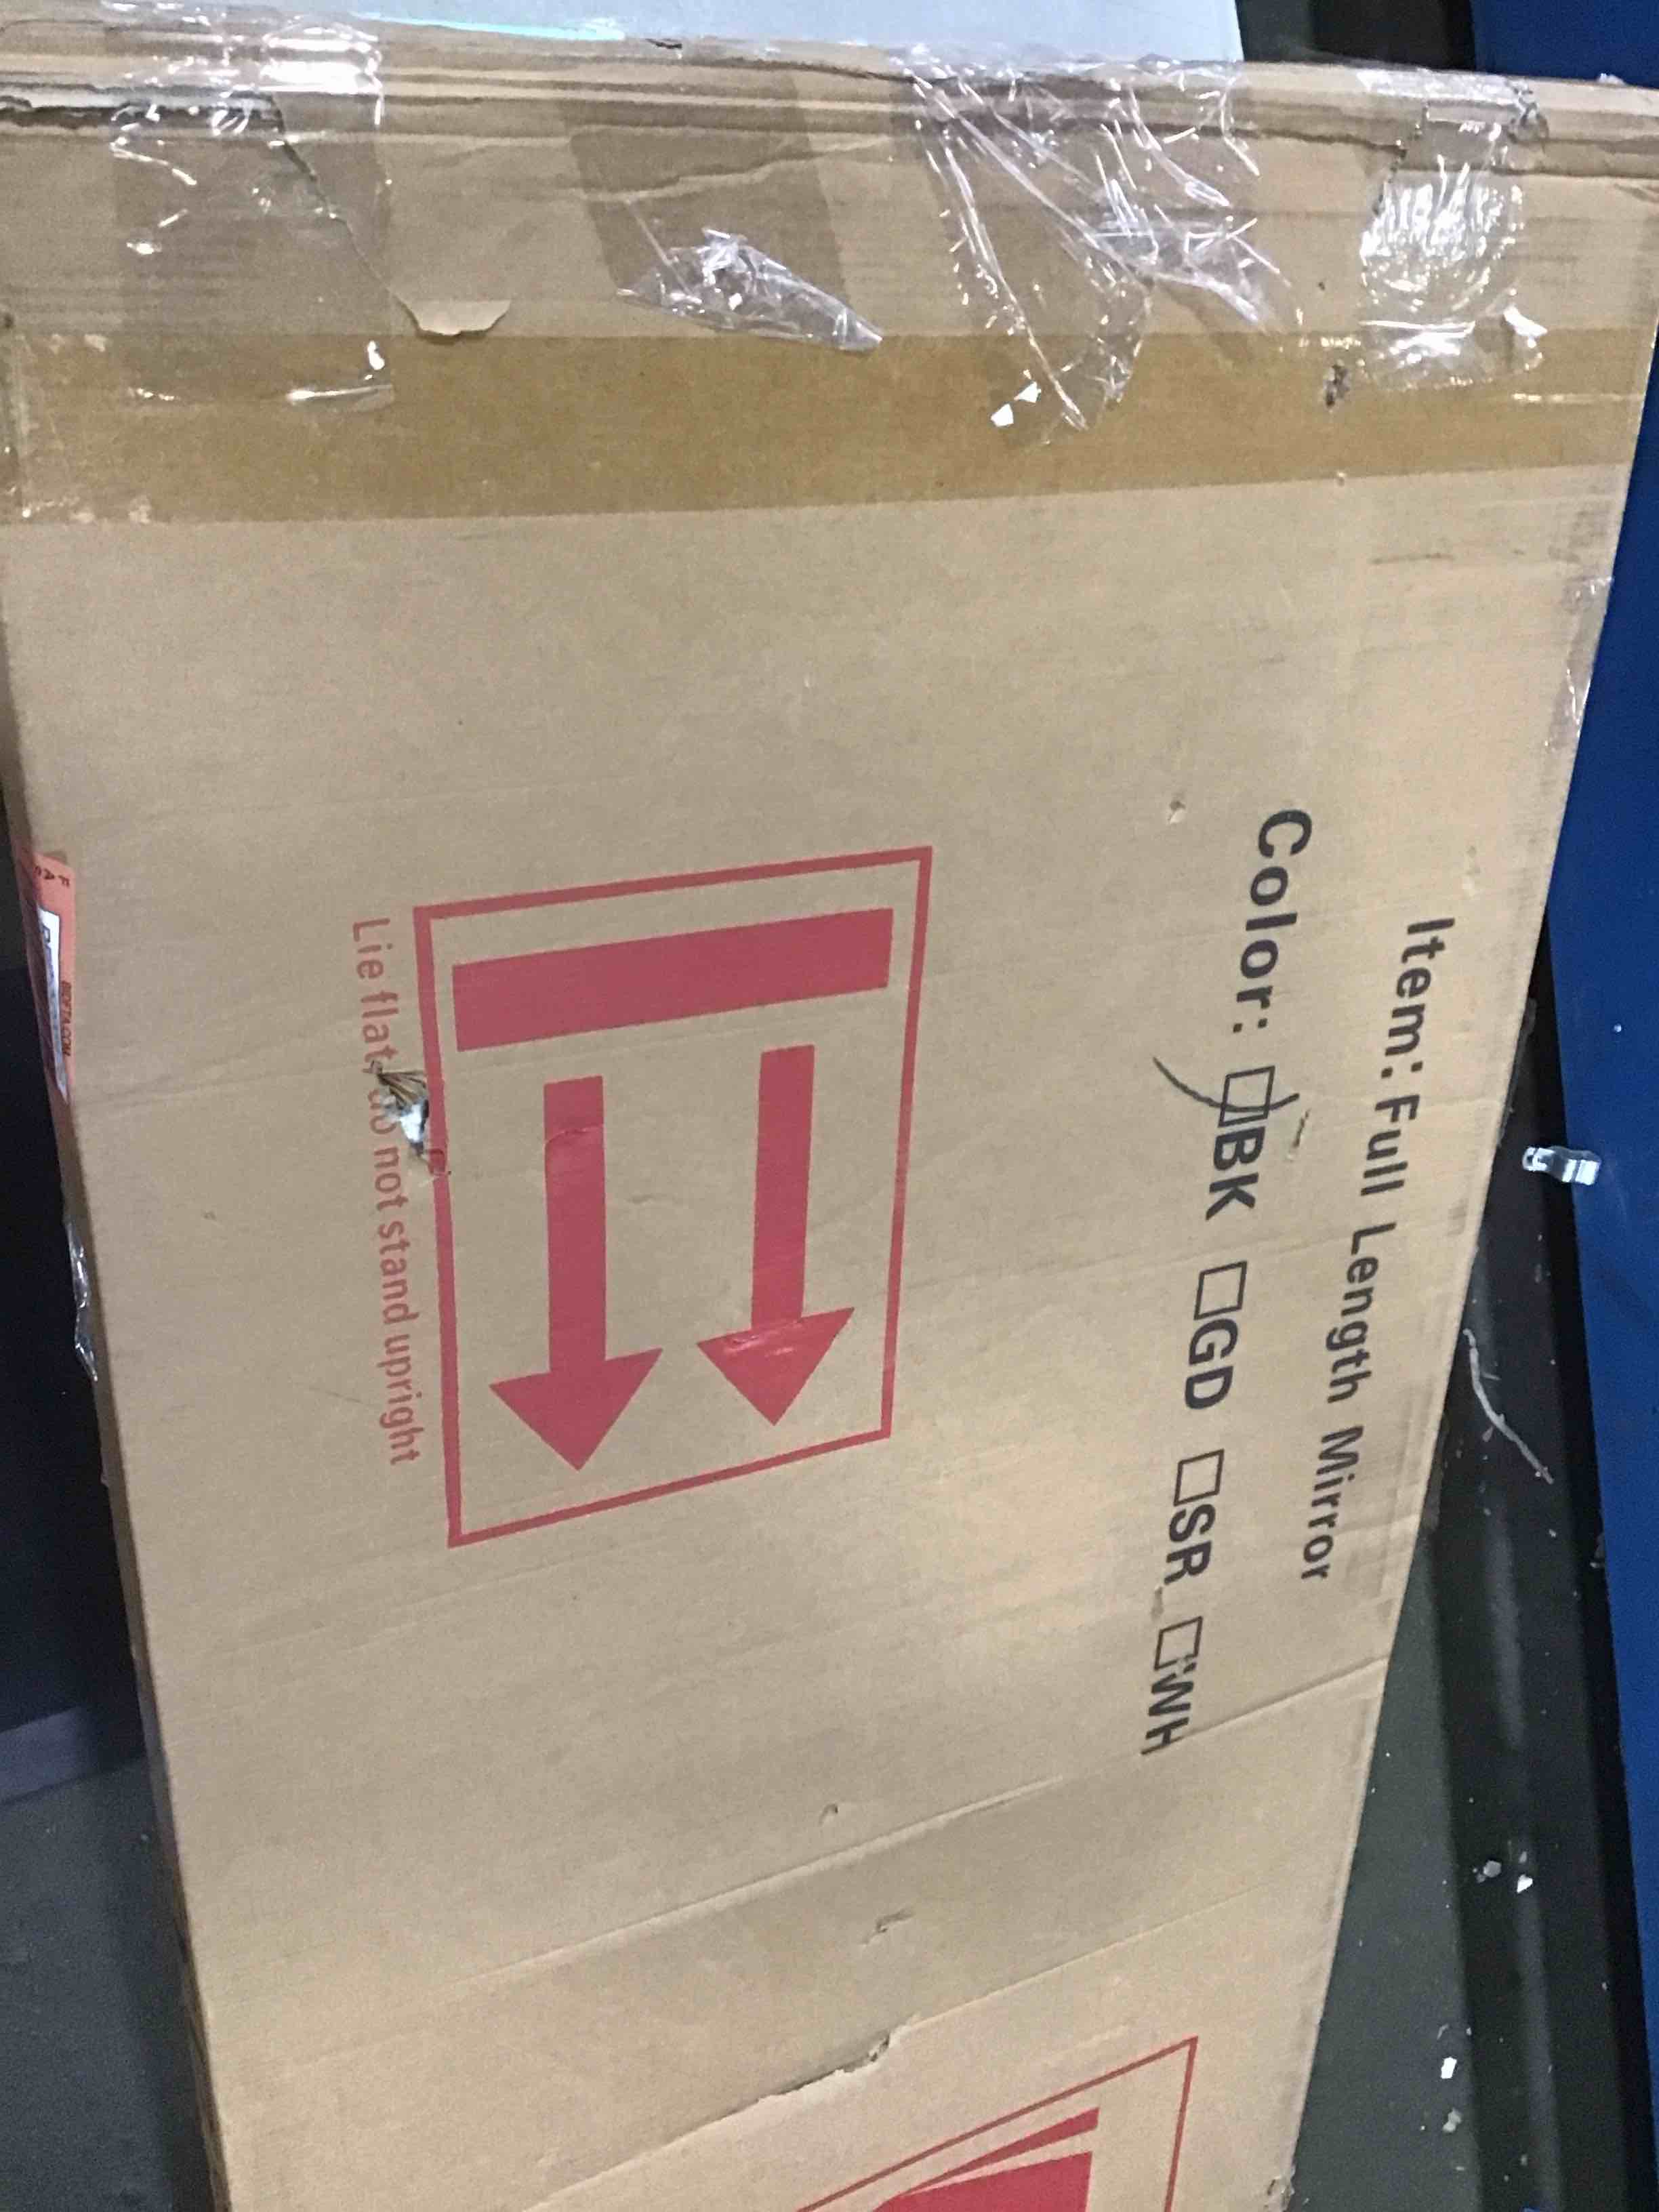 Item: Full Length Mirror
Color: □BK □GD □SR □WH
Lie flat, do not stand upright